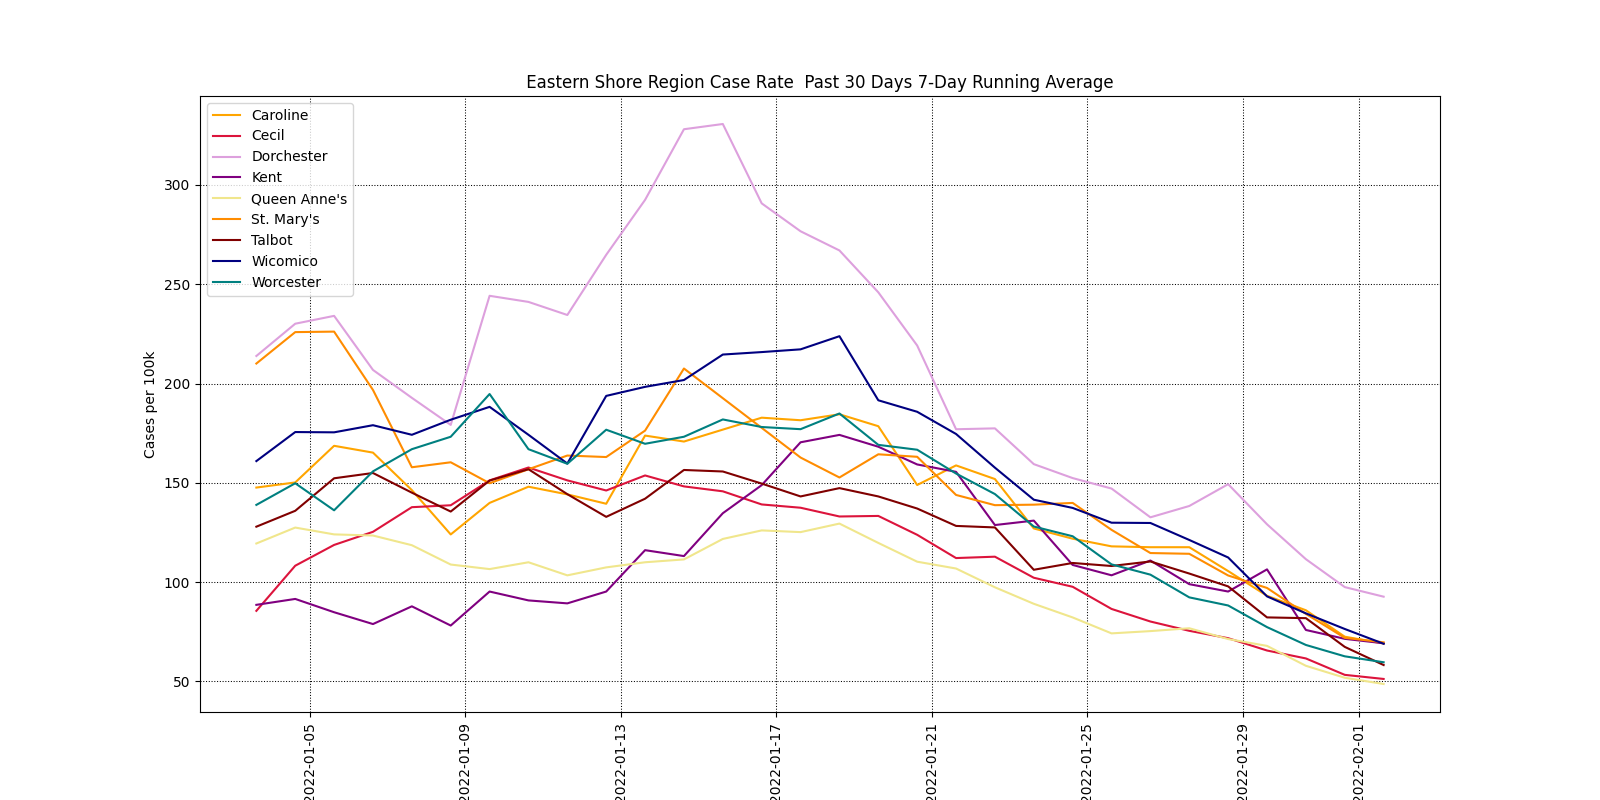 Eastern Shore Region Case Rate  Past 30 Days 7-Day Running Average
Caroline
Cecil
Dorchester
Kent
Queen Anne's
St. Mary's
Talbot
Wicomico
Worcester
Cases per 100k
300
250
200
150
100
50
2022-01-05
2022-01-09
2022-01-13
2022-01-17
2022-01-21
2022-01-25
2022-01-29
2022-02-01